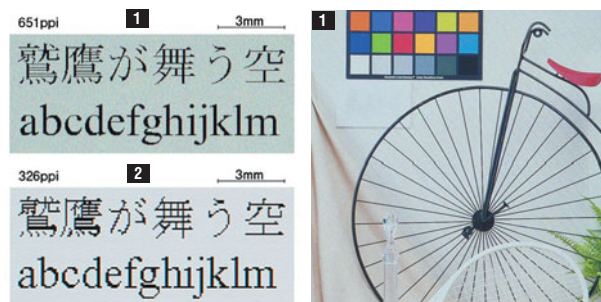 651ppi
1
3mm
鷲鷹が舞う空
abcdefghijklm
326ppi
2
3mm
鷲鷹が舞う空
abcdefghijklm
1